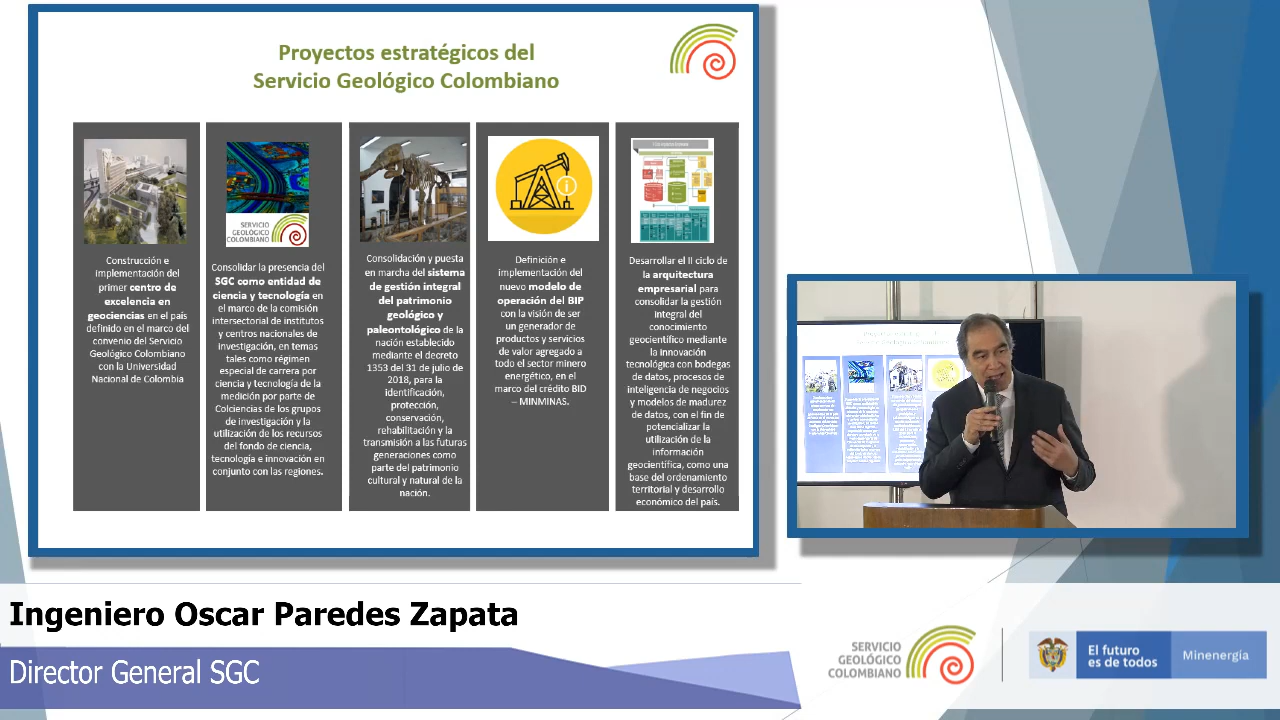 Proyectos estratégicos del
Servicio Geológico Colombiano
Construcción e
implementación del
primer centro de
excelencia en
geociencias en el país
definido en el marco del
convenio del Servicio
Geológico Colombiano
con la Universidad
Nacional de Colombia
SERVICIO
GEOLÓGICO
COLOMBIANO
Consolidar la presencia del
SGC como entidad de
ciencia y tecnología en
el marco de la comisión
intersectorial de institutos
y centros nacionales de
investigación, en temas
tales como régimen
especial de carrera por
ciencia y tecnología de la
medición por parte de
Colciencias de los grupos
de investigación y la
utilización de los recursos
del fondo de ciencia,
tecnología e innovación en
conjunto con las regiones.
Consolidación y puesta
en marcha del sistema
de gestión integral
del patrimonio
geológico y
paleontológico de la
nación establecido
mediante el decreto
1353 del 31 de julio de
2018, para la
identificación,
protección,
conservación,
rehabilitación y la
transmisión a las futuras
generaciones como
parte del patrimonio
cultural y natural de la
nación.
Definición e
implementación del
nuevo modelo de
operación del BIP
con la visión de ser
un generador de
productos y servicios
de valor agregado a
todo el sector minero
energético, en el
marco del crédito BID
– MINMINAS.
Desarrollar el II ciclo de
la arquitectura
empresarial para
consolidar la gestión
integral del
conocimiento
geocientífico mediante
la innovación
tecnológica con bodegas
de datos, procesos de
inteligencia de negocios
y modelos de madurez
de datos, con el fin de
potencializar la
utilización de la
información
geocientífica, como una
base del ordenamiento
territorial y desarrollo
económico del país.
Ingeniero Oscar Paredes Zapata
Director General SGC
SERVICIO
GEOLÓGICO
COLOMBIANO
El futuro
es de todos
Minenergía